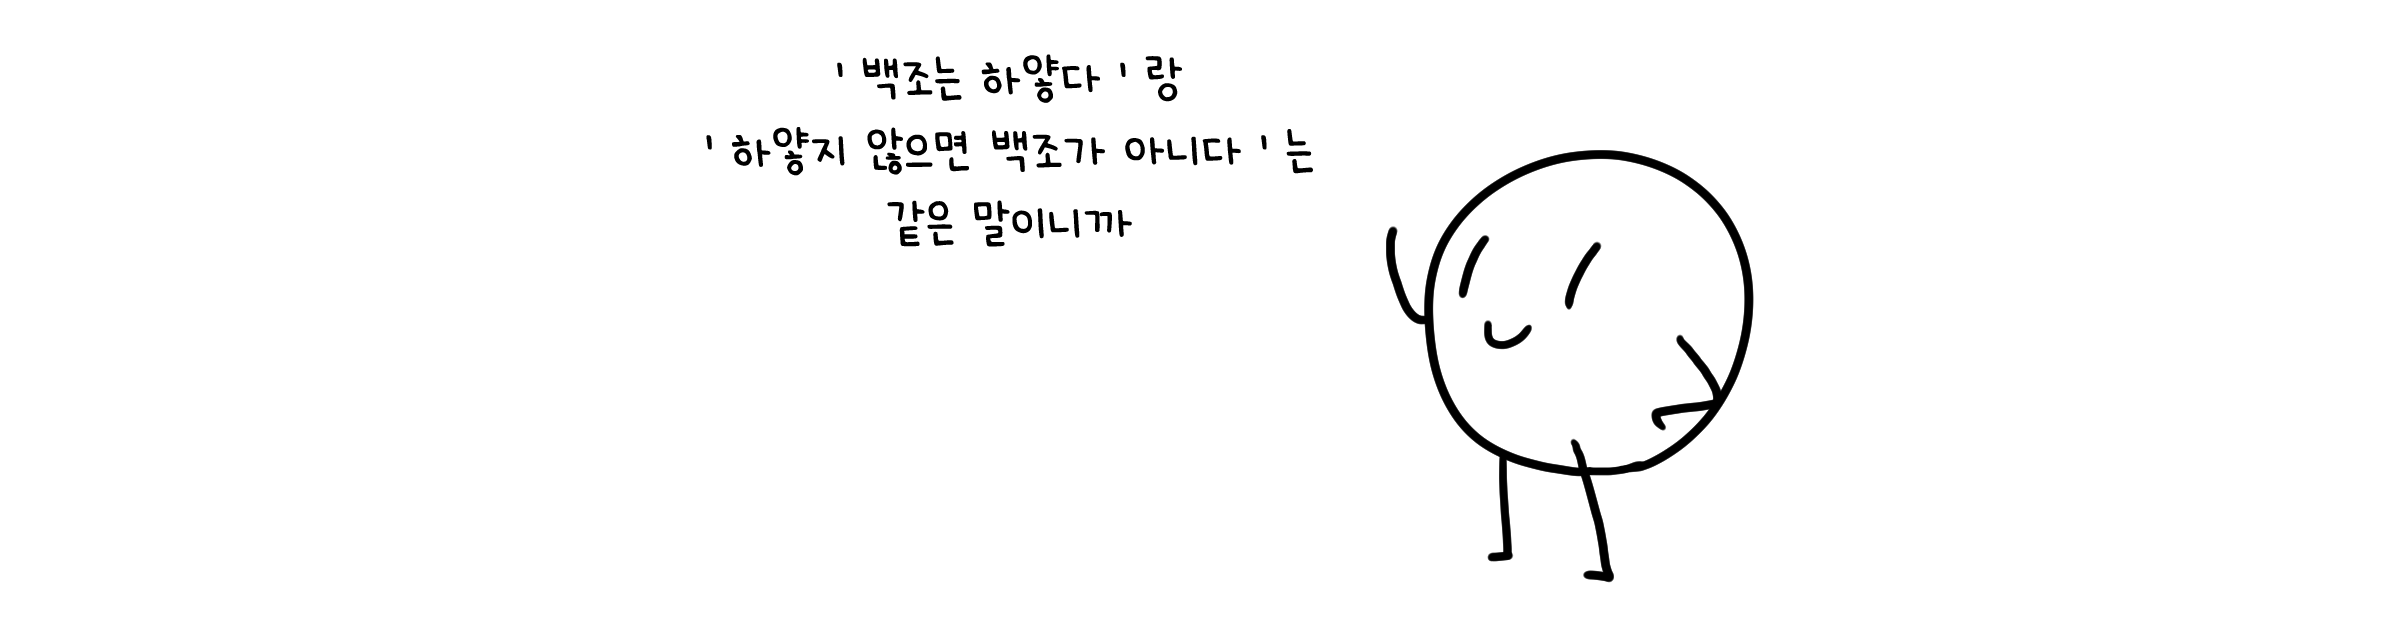 ' 백조는 하얗다 ' 랑
' 하얗지 않으면 백조가 아니다 ' 는
같은 말이니까